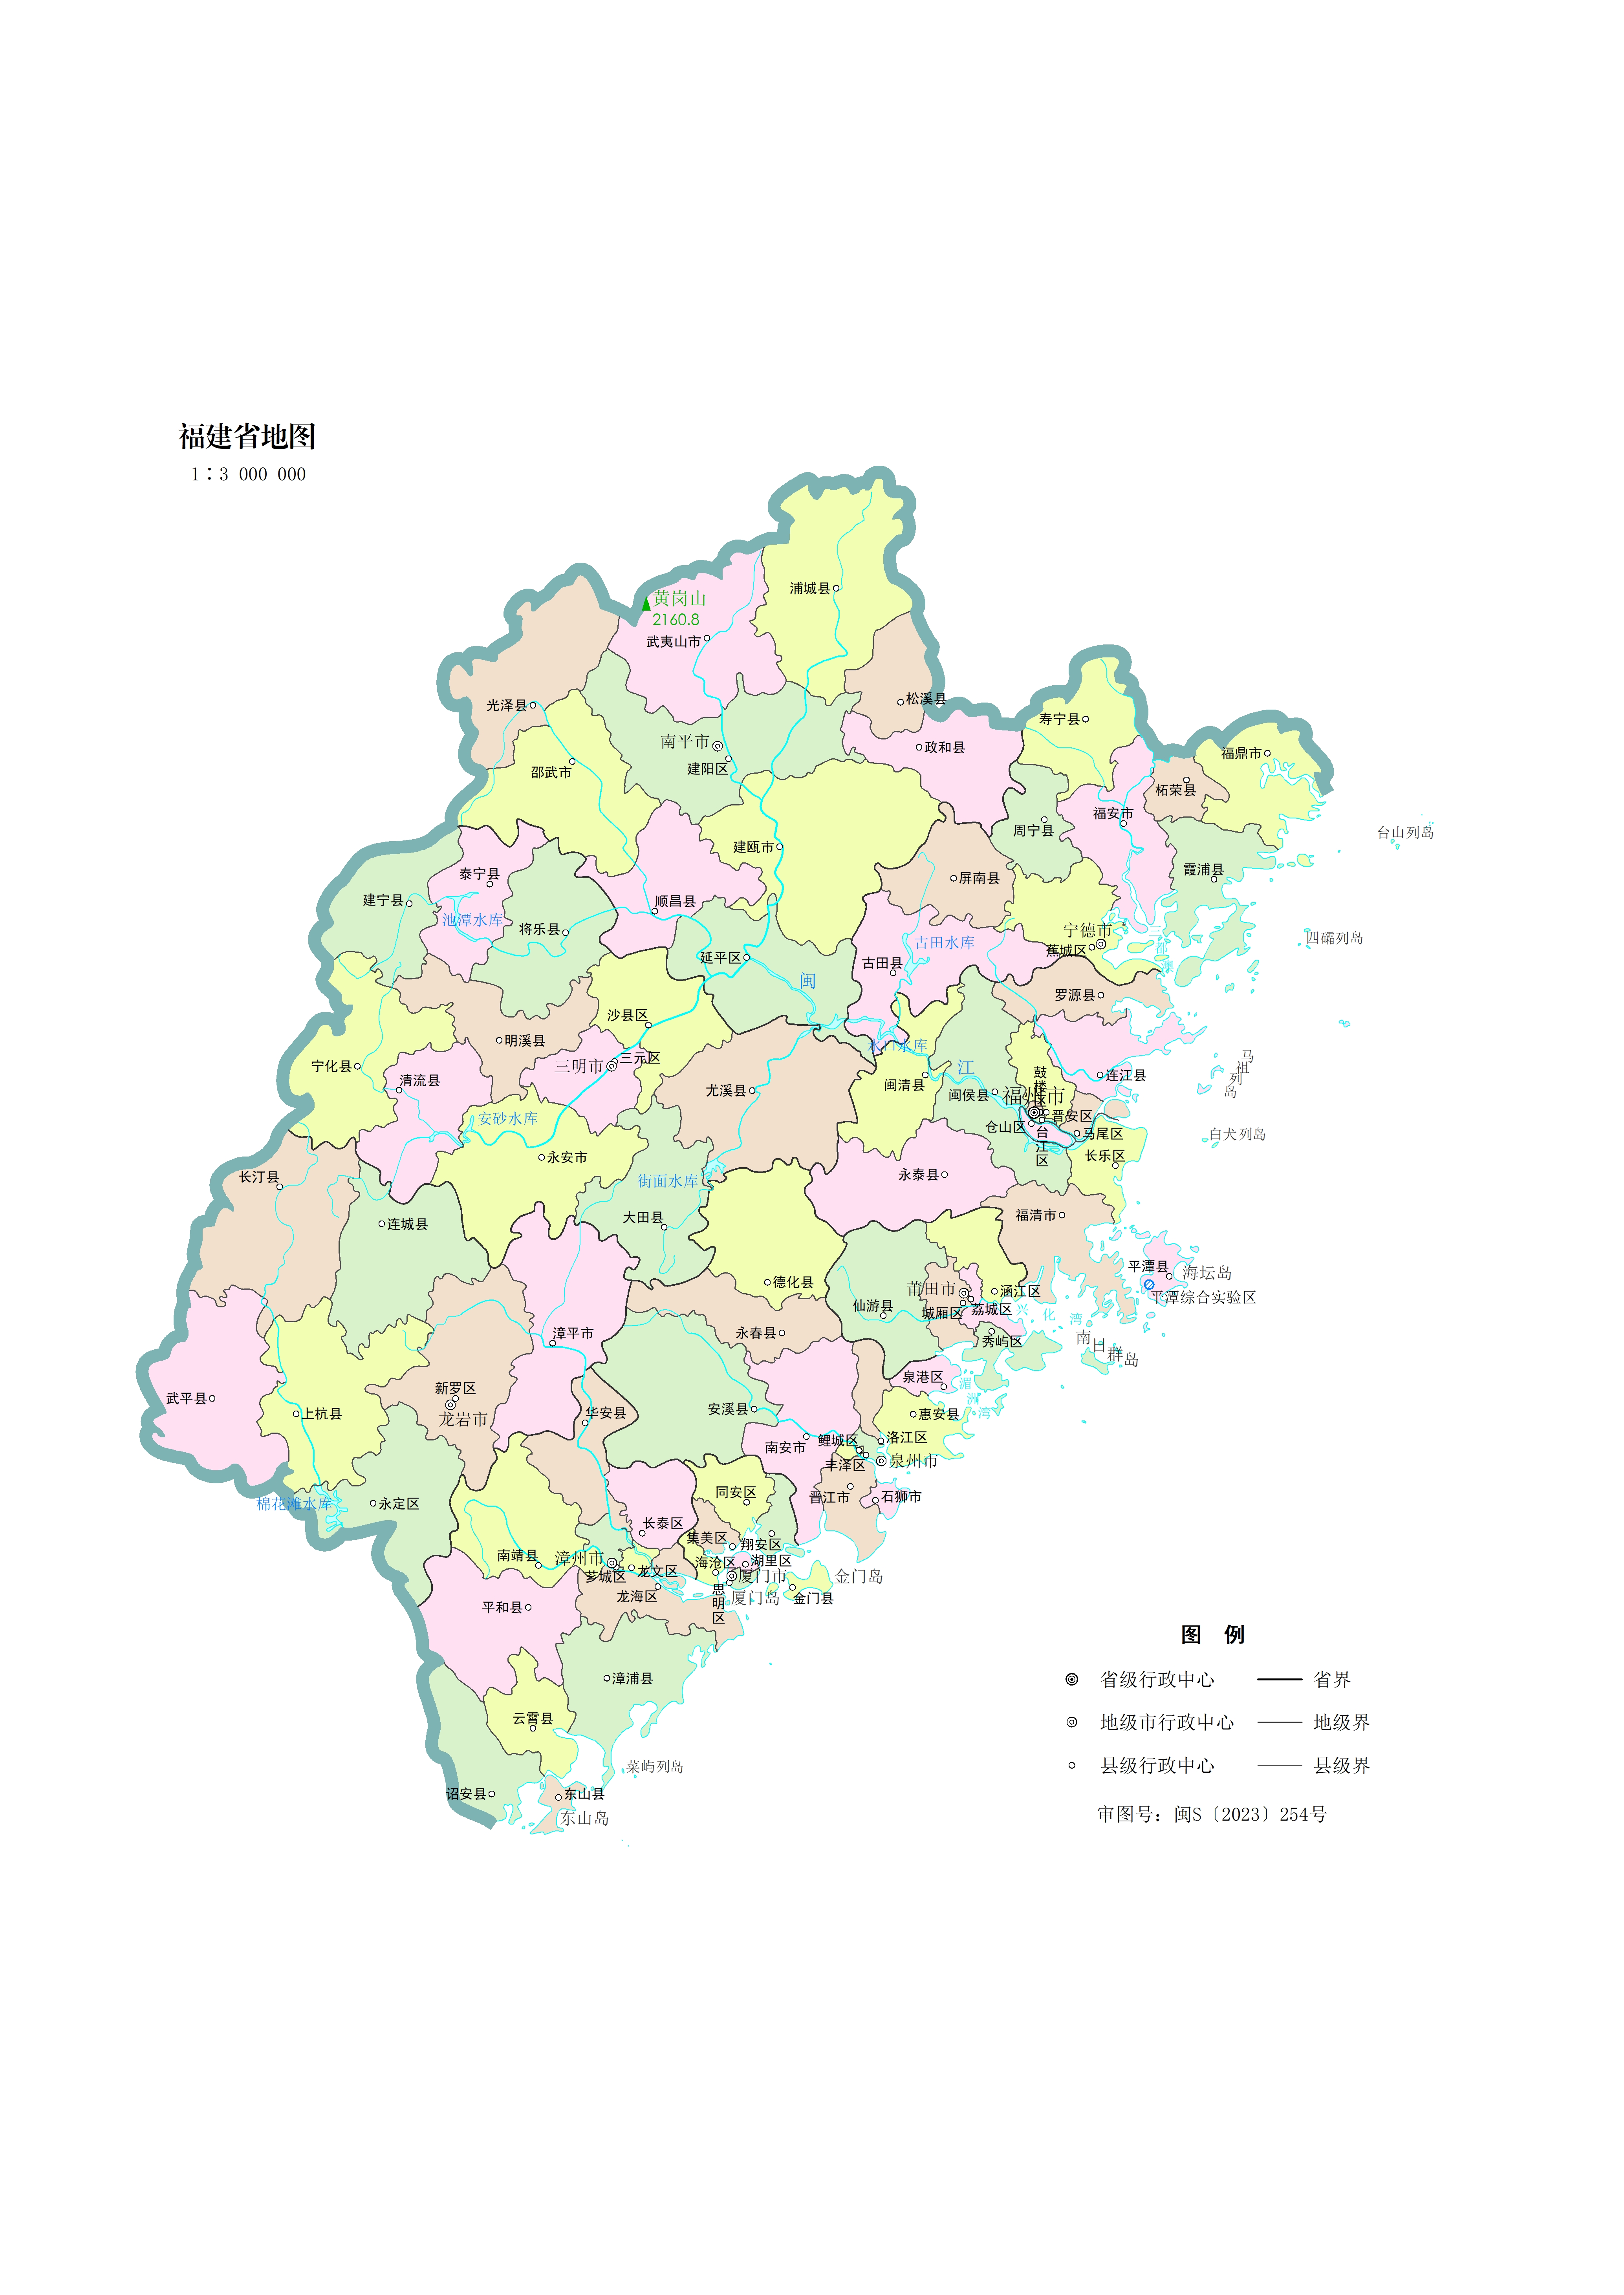 福建省地图
1：3 000 000
黄岗山
2160.8
武夷山市
浦城县
光泽县
松溪县
寿宁县
南平市
建阳区
政和县
福鼎市
邵武市
柘荣县
福安市
周宁县
台山列岛
建瓯市
泰宁县
屏南县
霞浦县
建宁县
池潭水库
顺昌县
将乐县
宁德市
蕉城区
三都澳
四礵列岛
古田水库
延平区
古田县
闽
江
罗源县
沙县区
明溪县
水口水库
三明市
三元区
宁化县
清流县
尤溪县
闽清县
闽侯县
鼓楼区
福州市
连江县
马祖列岛
晋安区
仓山区
台江区
马尾区
白犬列岛
安砂水库
永安市
长乐区
长汀县
街面水库
永泰县
连城县
大田县
福清市
平潭县
海坛岛
平潭综合实验区
德化县
莆田市
涵江区
仙游县
城厢区
荔城区
兴化湾
秀屿区
南日群岛
漳平市
永春县
泉港区
湄洲湾
武平县
新罗区
龙岩市
上杭县
华安县
安溪县
惠安县
南安市
鲤城区
洛江区
丰泽区
泉州市
棉花滩水库
永定区
同安区
晋江市
石狮市
长泰区
集美区
翔安区
南靖县
漳州市
芗城区
龙文区
海沧区
湖里区
厦门市
思明区
厦门岛
金门岛
金门县
龙海区
平和县
漳浦县
云霄县
菜屿列岛
诏安县
东山县
东山岛
图 例
省级行政中心 省界
地级市行政中心 地级界
县级行政中心 县级界
审图号：闽S〔2023〕254号